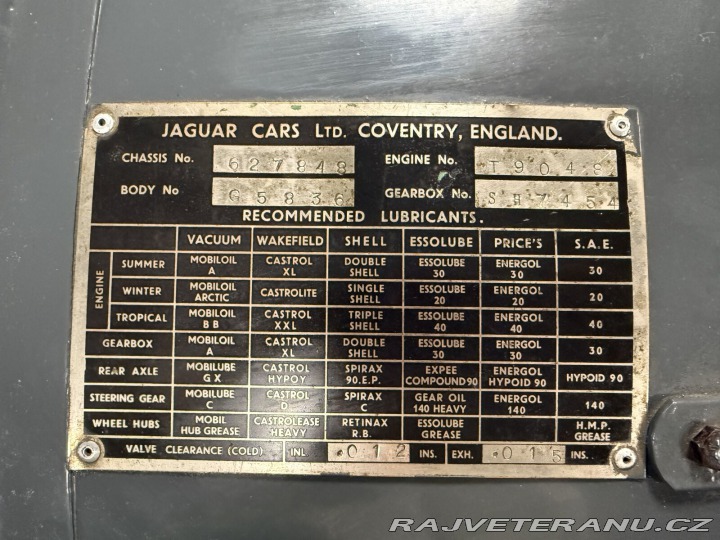 JAGUAR CARS LTD. COVENTRY, ENGLAND.
CHASSIS No. 627848 ENGINE No. T9048
BODY No G5836 GEARBOX No. 7454
RECOMMENDED LUBRICANTS.
VACUUM WAKEFIELD SHELL ESSOLUBE PRICE'S S.A.E.
ENGINE
SUMMER MOBILOIL A CASTROL XL DOUBLE SHELL ESSOLUBE 30 ENERGOL 30 30
WINTER MOBILOIL ARCTIC CASTROLITE SINGLE SHELL ESSOLUBE 20 ENERGOL 20 20
TROPICAL MOBILOIL B B CASTROL XXL TRIPLE SHELL ESSOLUBE 40 ENERGOL 40 40
GEARBOX MOBILOIL A CASTROL XL DOUBLE SHELL ESSOLUBE 30 ENERGOL 30 30
REAR AXLE MOBILUBE G X CASTROL HYPOY SPIRAX 90.E.P. EXPEE COMPOUND 90 ENERGOL HYPOID 90 HYPOID 90
STEERING GEAR MOBILUBE C CASTROL D SPIRAX C GEAR OIL 140 HEAVY ENERGOL 140 140
WHEEL HUBS MOBIL HUB GREASE CASTROLEASE HEAVY RETINAX R.B. ESSOLUBE GREASE H.M.P. GREASE
VALVE CLEARANCE (COLD) INL .012 INS. EXH. .015 INS.
RAJVETERANU.CZ